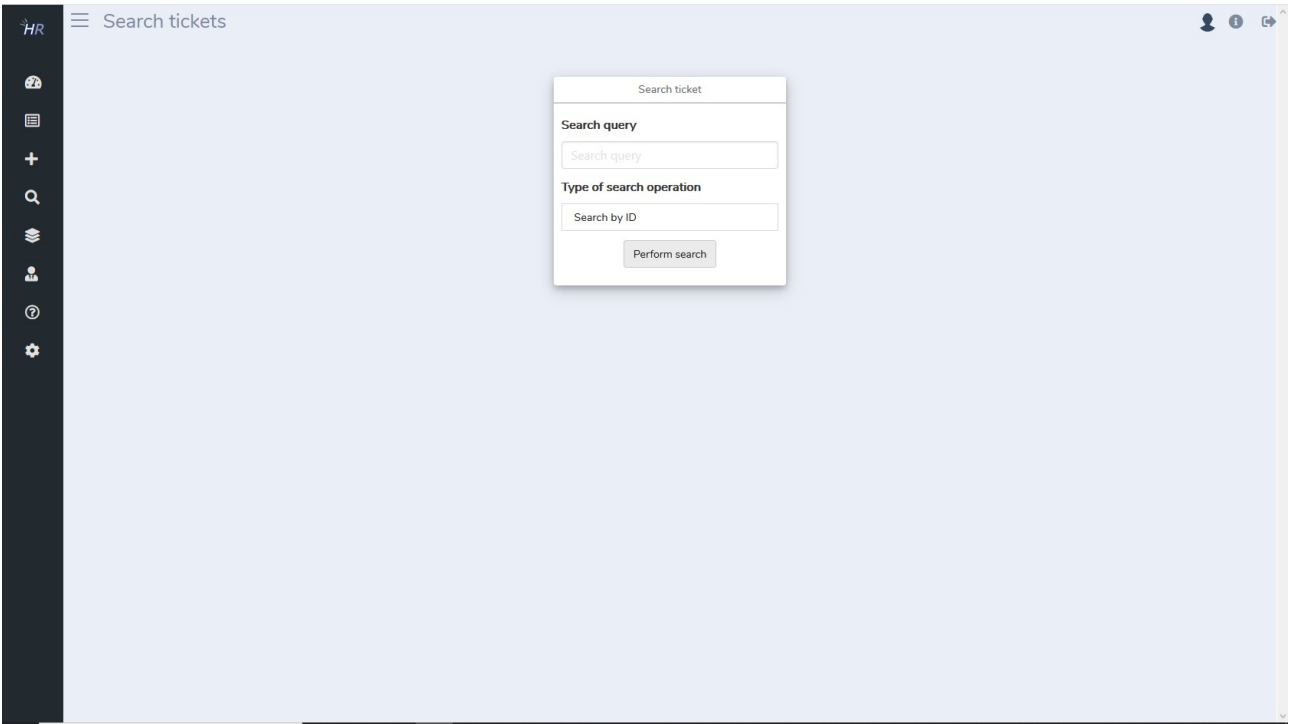 HR
Search tickets
Search ticket
Search query
Search query
Type of search operation
Search by ID
Perform search